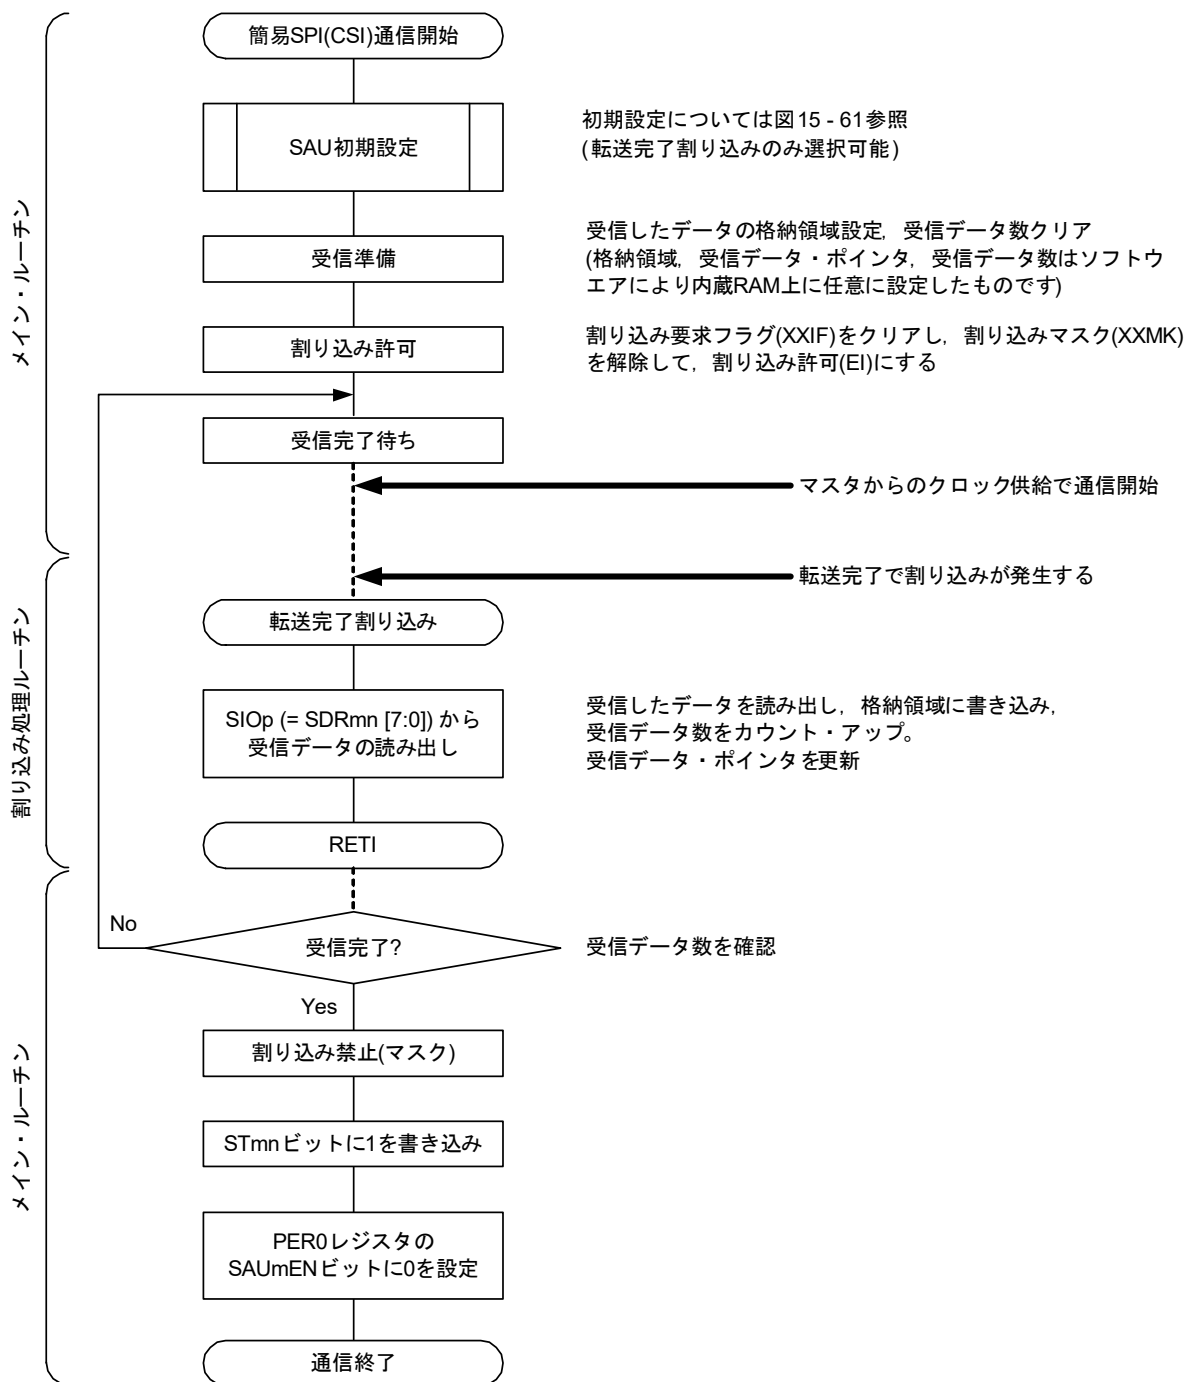 簡易SPI(CSI)通信開始
SAU初期設定
初期設定については図15 - 61参照
(転送完了割り込みのみ選択可能)
メイン・ルーチン
受信準備
受信したデータの格納領域設定，受信データ数クリア
(格納領域，受信データ・ポインタ，受信データ数はソフトウ
エアにより内蔵RAM上に任意に設定したものです)
割り込み許可
割り込み要求フラグ(XXIF)をクリアし，割り込みマスク(XXMK)
を解除して，割り込み許可(EI)にする
受信完了待ち
マスタからのクロック供給で通信開始
転送完了で割り込みが発生する
割り込み処理ルーチン
転送完了割り込み
SIOp (= SDRmn [7:0]) から
受信データの読み出し
受信したデータを読み出し，格納領域に書き込み，
受信データ数をカウント・アップ。
受信データ・ポインタを更新
RETI
No
受信完了?
受信データ数を確認
Yes
メイン・ルーチン
割り込み禁止(マスク)
STmnビットに1を書き込み
PER0レジスタの
SAUmENビットに0を設定
通信終了